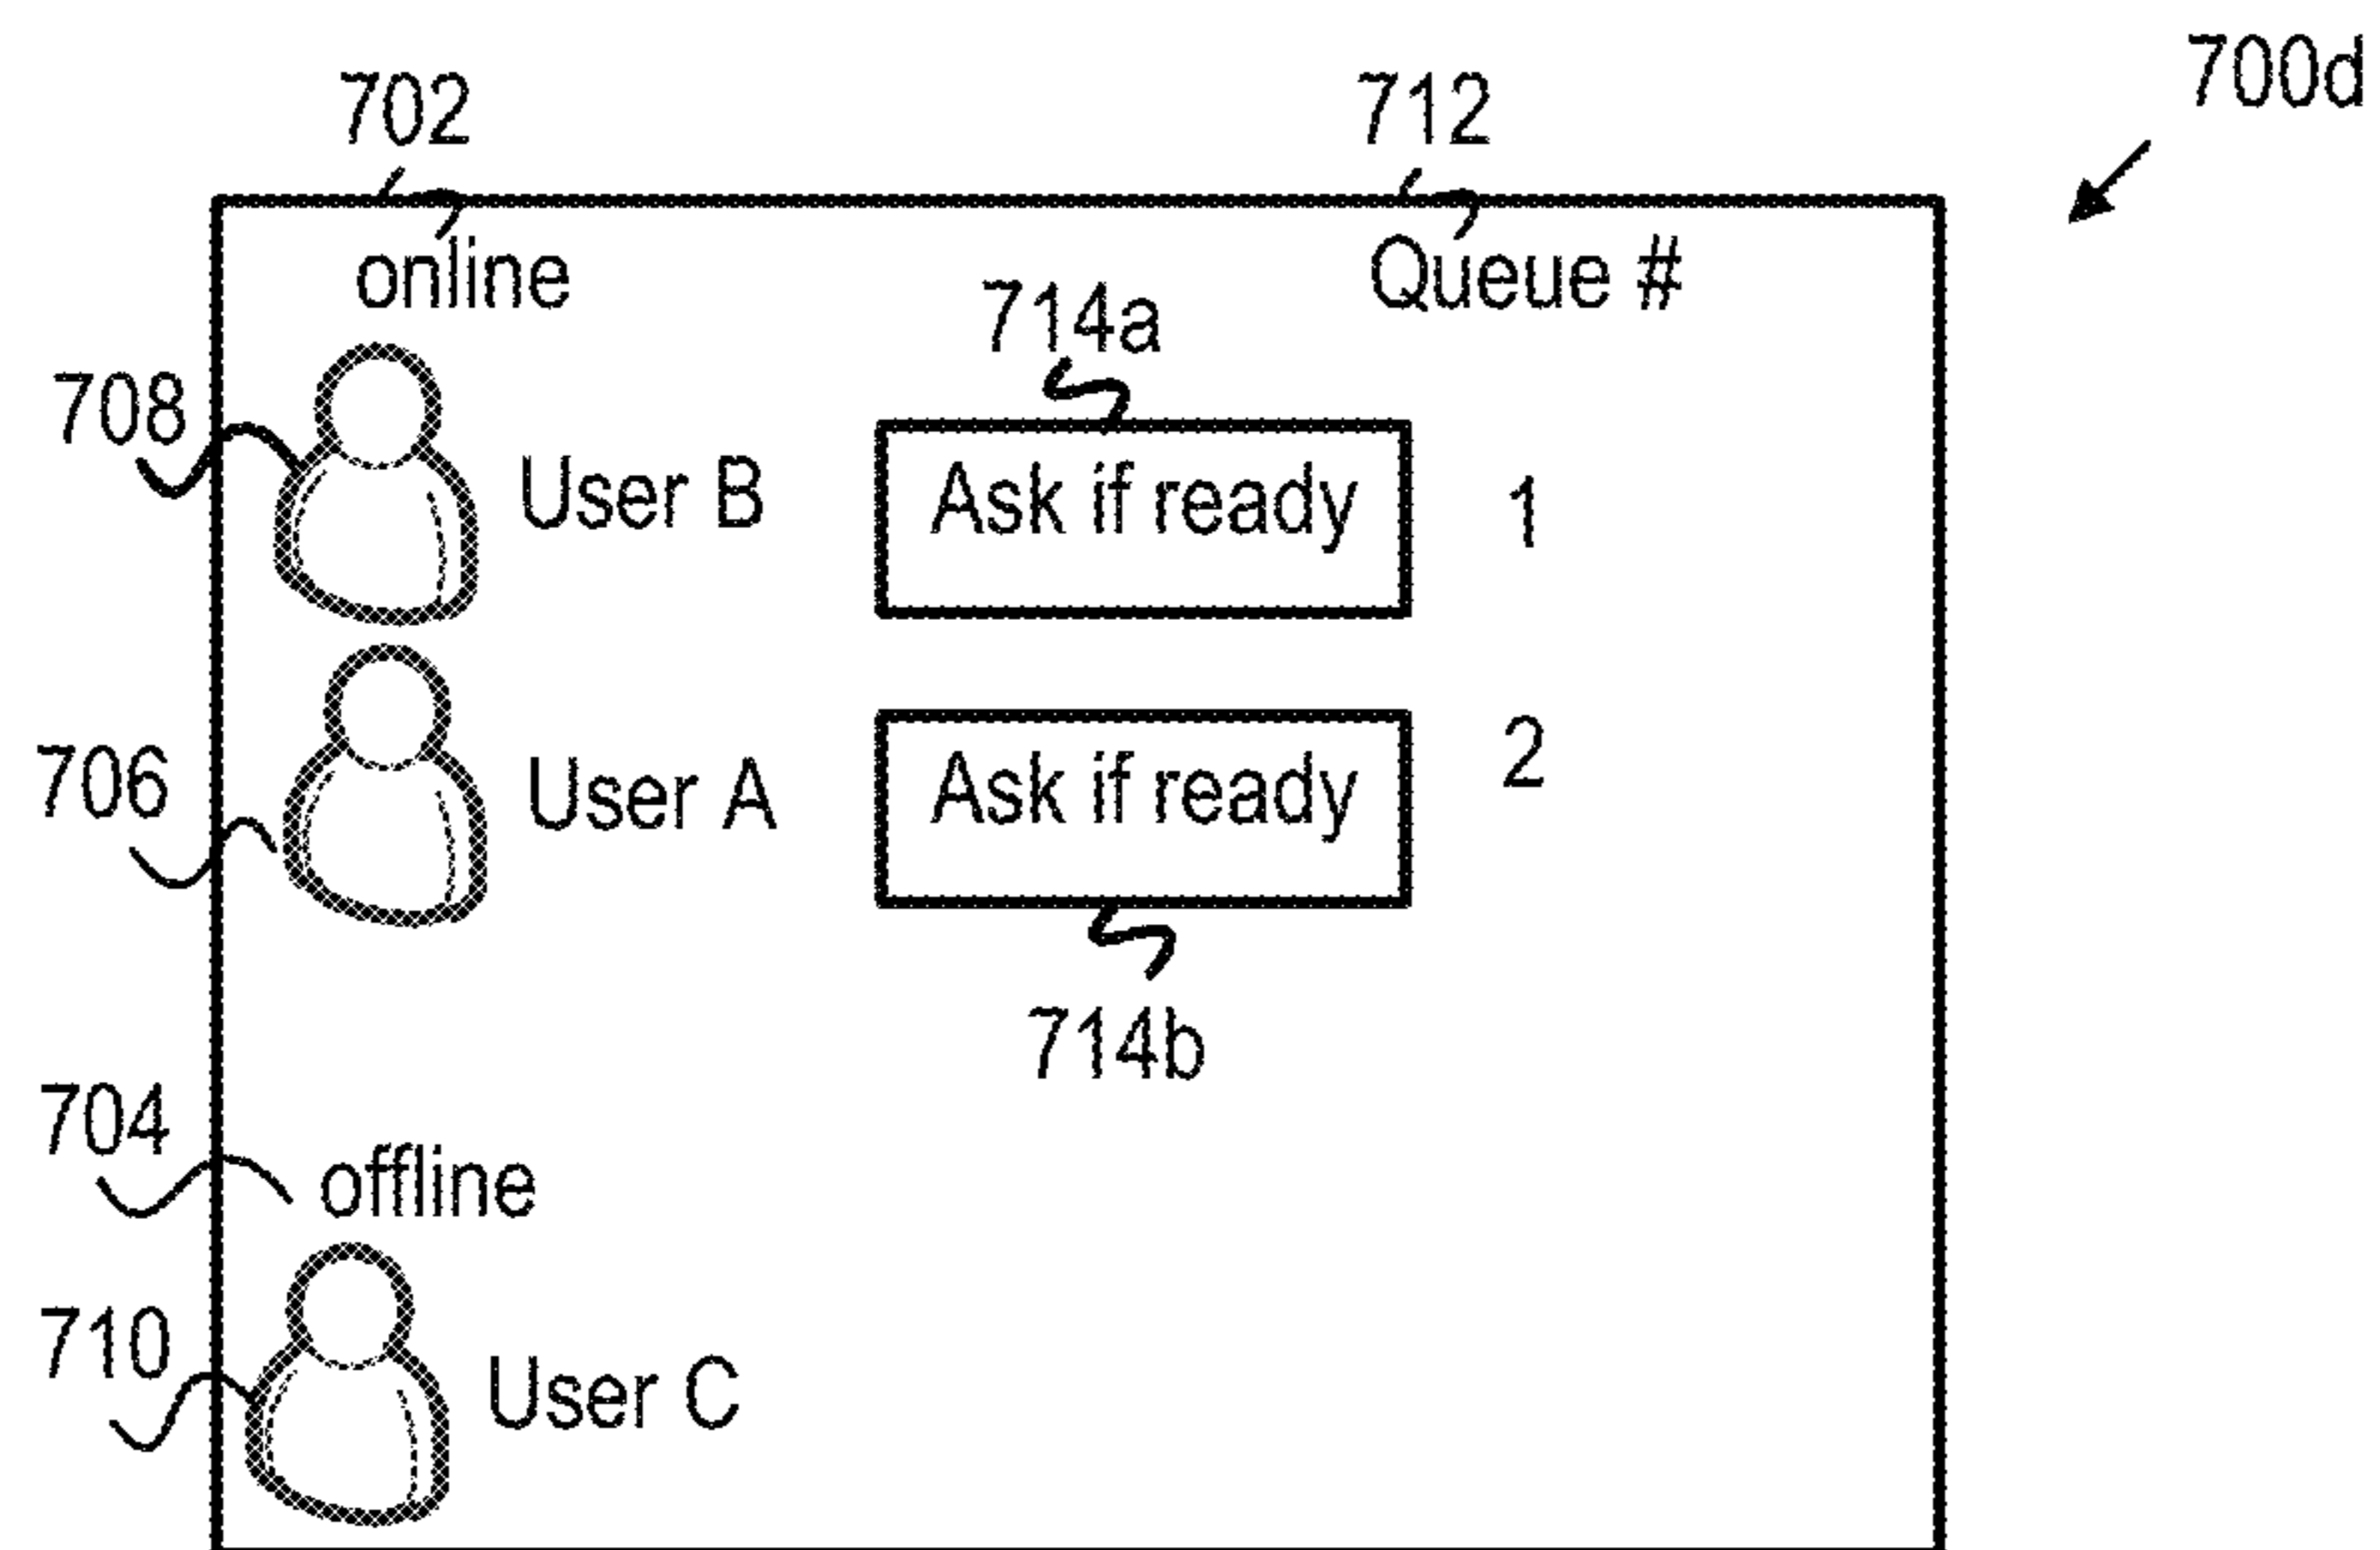 700d
702
712
online
Queue #
714a
708
User B
Ask if ready
1
706
User A
Ask if ready
2
714b
704
offline
710
User C